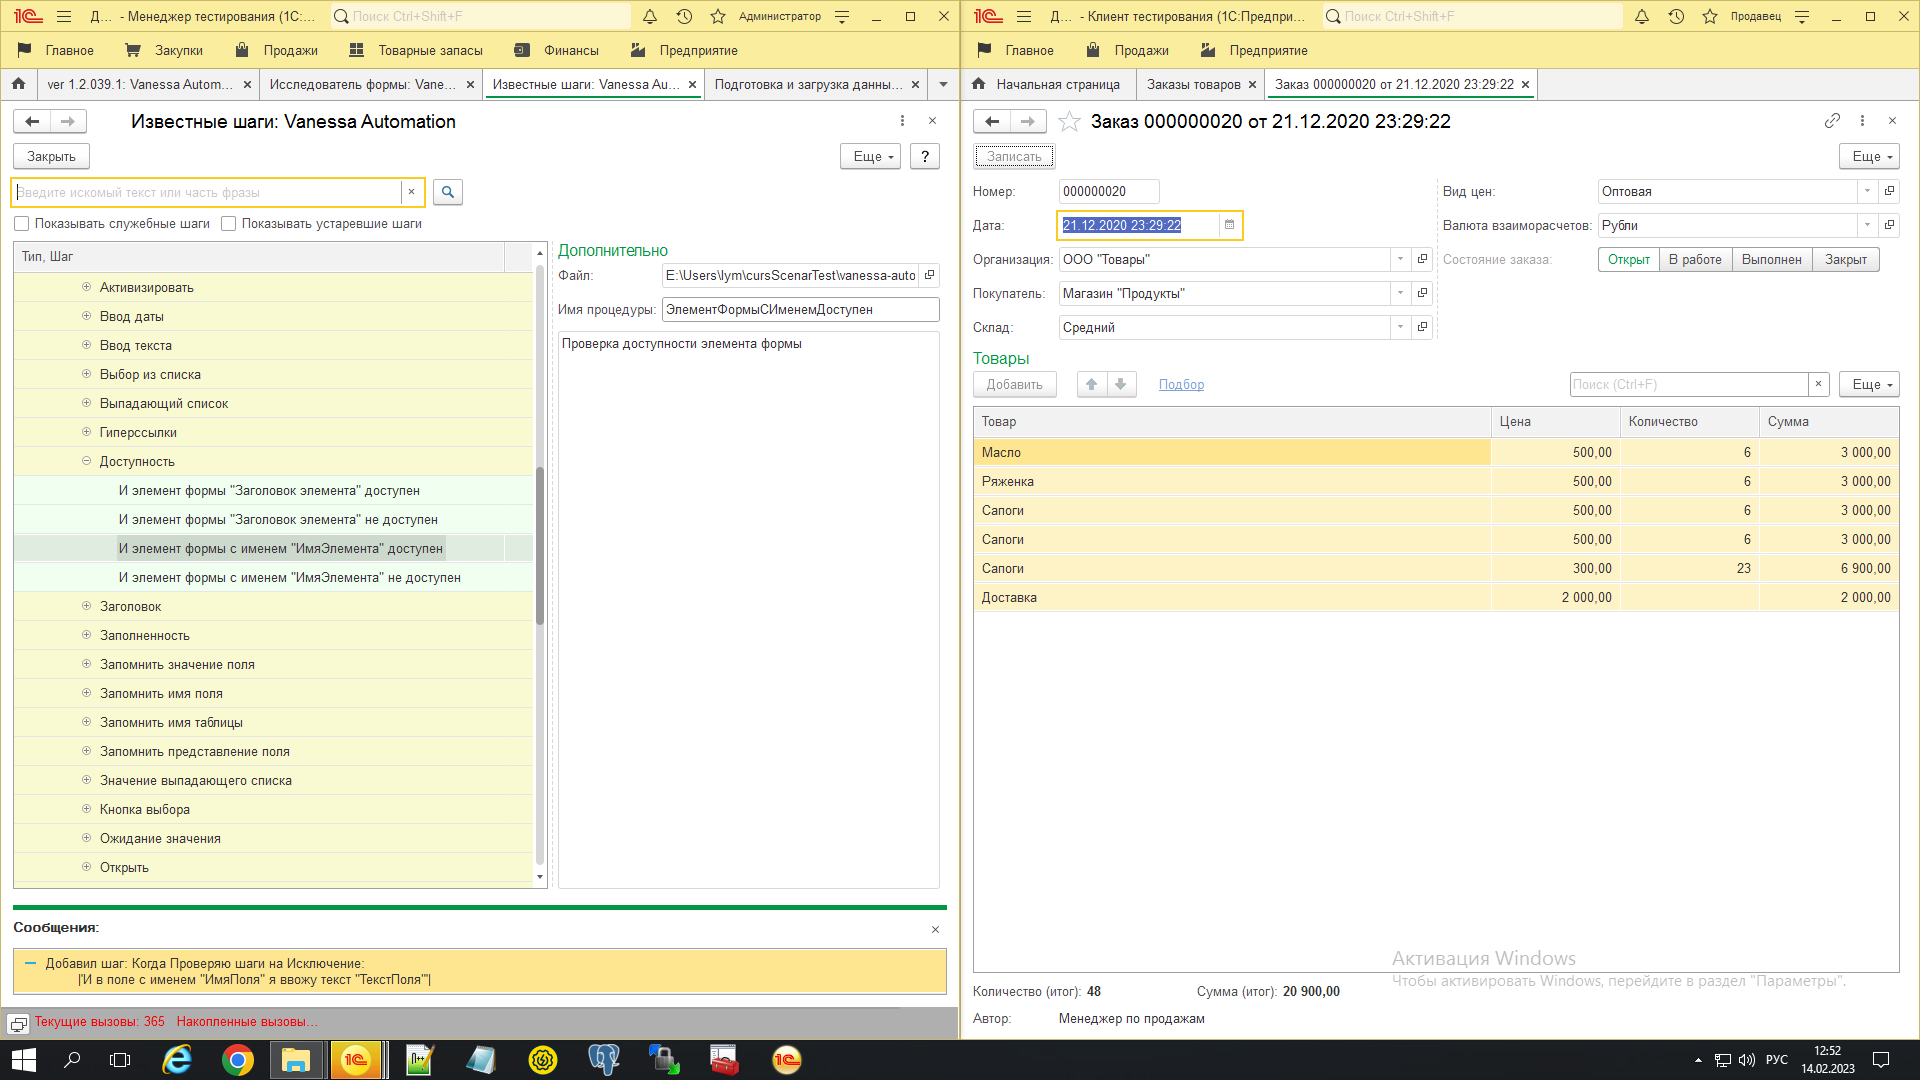 Д... - Менеджер тестирования (1С:...
Поиск Ctrl+Shift+F
Администратор
Главное
Закупки
Продажи
Товарные запасы
Финансы
Предприятие
ver 1.2.039.1: Vanessa Autom...
Исследователь формы: Vane...
Известные шаги: Vanessa Au...
Подготовка и загрузка данны...
Известные шаги: Vanessa Automation
Закрыть
Еще
?
Введите искомый текст или часть фразы
Показывать служебные шаги
Показывать устаревшие шаги
Тип, Шаг
Активизировать
Ввод даты
Ввод текста
Выбор из списка
Выпадающий список
Гиперссылки
Доступность
И элемент формы "Заголовок элемента" доступен
И элемент формы "Заголовок элемента" не доступен
И элемент формы с именем "ИмяЭлемента" доступен
И элемент формы с именем "ИмяЭлемента" не доступен
Заголовок
Заполненность
Запомнить значение поля
Запомнить имя поля
Запомнить имя таблицы
Запомнить представление поля
Значение выпадающего списка
Кнопка выбора
Ожидание значения
Открыть
Дополнительно
Файл: E:\Users\lym\cursScenarTest\vanessa-auto
Имя процедуры: ЭлементФормыСИменемДоступен
Проверка доступности элемента формы
Сообщения:
Добавил шаг: Когда Проверяю шаги на Исключение:
|'И в поле с именем "ИмяПоля" я ввожу текст "ТекстПоля"'|
Текущие вызовы: 365 Накопленные вызовы...
Д... - Клиент тестирования (1С:Предпри...
Поиск Ctrl+Shift+F
Продавец
Главное
Продажи
Предприятие
Начальная страница
Заказы товаров
Заказ 000000020 от 21.12.2020 23:29:22
Заказ 000000020 от 21.12.2020 23:29:22
Записать
Еще
Номер: 000000020
Вид цен: Оптовая
Дата: 21.12.2020 23:29:22
Валюта взаиморасчетов: Рубли
Организация: ООО "Товары"
Состояние заказа: Открыт В работе Выполнен Закрыт
Покупатель: Магазин "Продукты"
Склад: Средний
Товары
Добавить
Подбор
Поиск (Ctrl+F)
Еще
Товар Цена Количество Сумма
Масло 500,00 6 3 000,00
Ряженка 500,00 6 3 000,00
Сапоги 500,00 6 3 000,00
Сапоги 500,00 6 3 000,00
Сапоги 300,00 23 6 900,00
Доставка 2 000,00 2 000,00
Активация Windows
Чтобы активировать Windows, перейдите в раздел "Параметры".
Количество (итог): 48 Сумма (итог): 20 900,00
Автор: Менеджер по продажам
РУС
12:52
14.02.2023